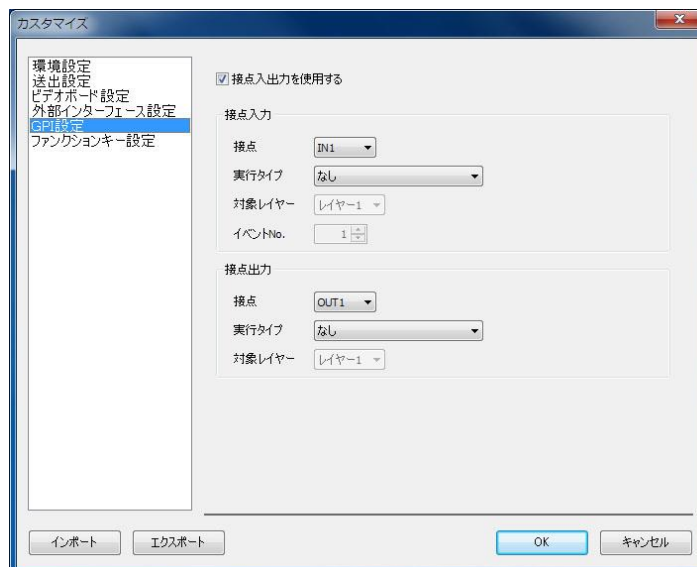 カスタマイズ
環境設定
送出設定
ビデオボード設定
外部インターフェース設定
GPI設定
ファンクションキー設定
接点入出力を使用する
接点入力
接点 IN1
実行タイプ なし
対象レイヤー レイヤー1
イベントNo. 1
接点出力
接点 OUT1
実行タイプ なし
対象レイヤー レイヤー1
インポート エクスポート OK キャンセル